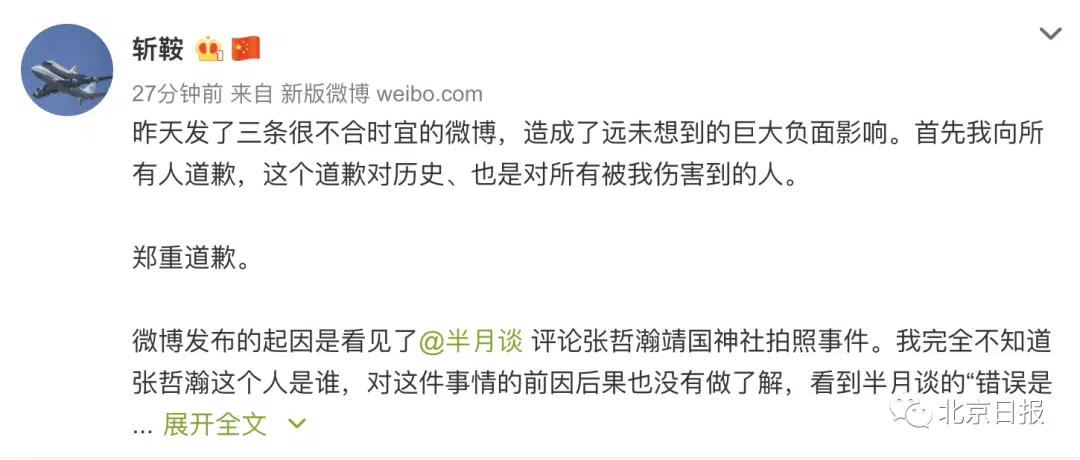 斩鞍
27分钟前 来自 新版微博 weibo.com
昨天发了三条很不合时宜的微博，造成了远未想到的巨大负面影响。首先我向所
有人道歉，这个道歉对历史、也是对所有被我伤害到的人。
郑重道歉。
微博发布的起因是看见了@半月谈 评论张哲瀚靖国神社拍照事件。我完全不知道
张哲瀚这个人是谁，对这件事情的前因后果也没有做了解，看到半月谈的“错误是
... 展开全文
北京日报